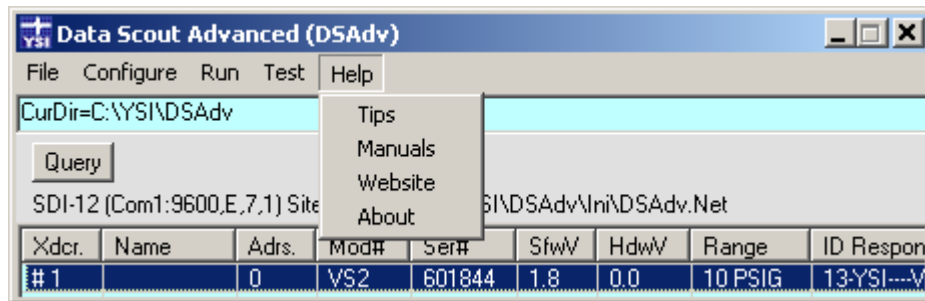 YSI Data Scout Advanced (DSAdv)
File Configure Run Test Help
CurDir=C:\YSI\DSAdv
Tips
Manuals
Website
About
Query
SDI-12 (Com1:9600,E,7,1) Site SI\DSAdv\Ini\DSAdv.Net
Xdcr. Name Adrs. Mod# Ser# SfwV HdwV Range ID Respon
# 1 0 VS2 601844 1.8 0.0 10 PSIG 13-YSI----V